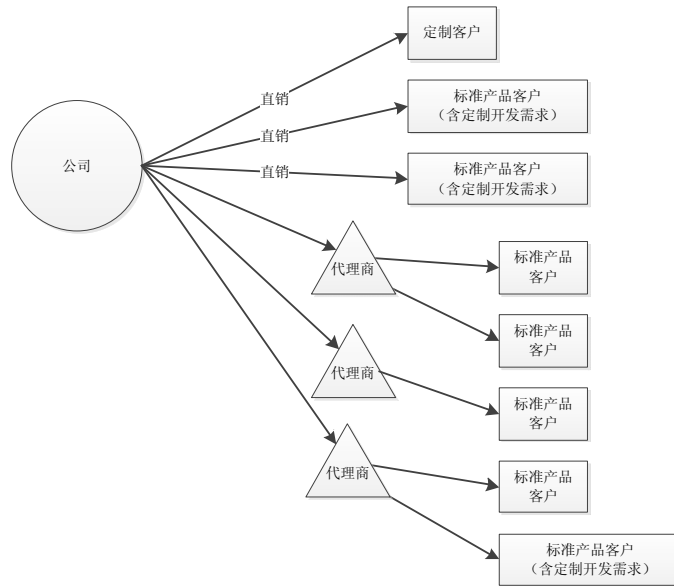 定制客户
直销
标准产品客户
（含定制开发需求）
直销
公司
直销
标准产品客户
（含定制开发需求）
代理商
标准产品
客户
标准产品
客户
代理商
标准产品
客户
代理商
标准产品
客户
标准产品客户
（含定制开发需求）